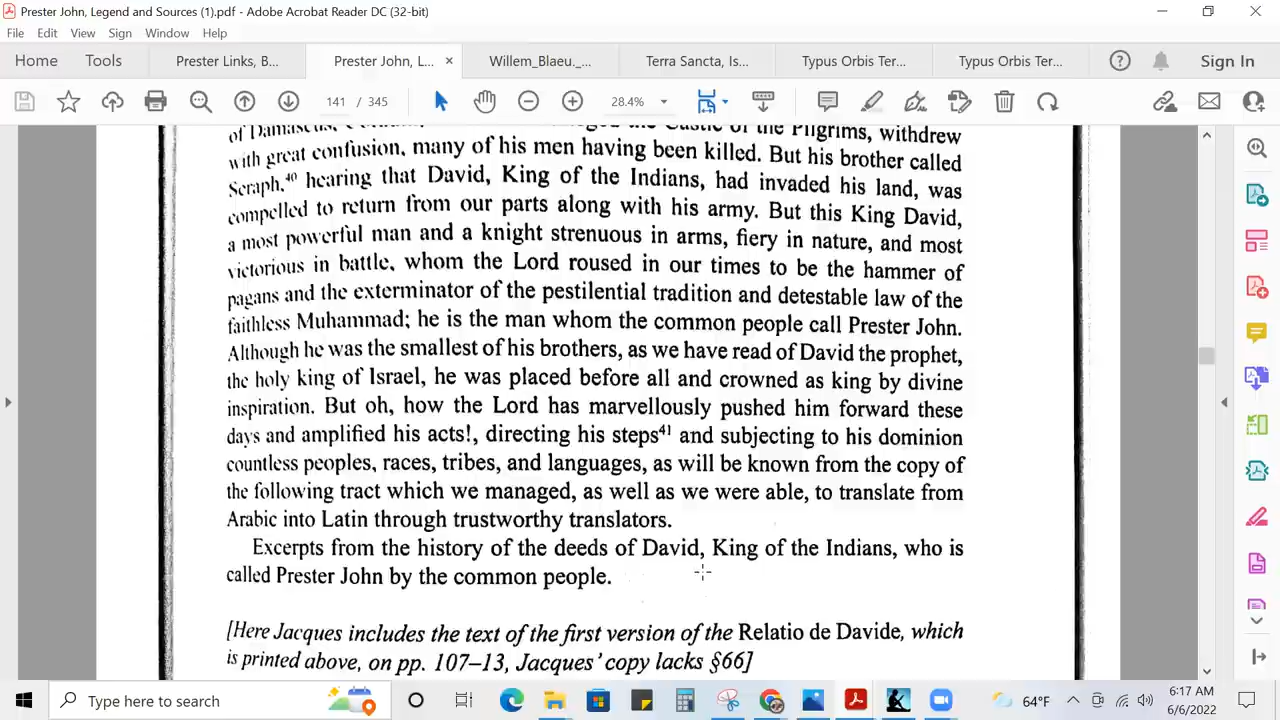 Prester John, Legend and Sources (1).pdf - Adobe Acrobat Reader DC (32-bit)
File Edit View Sign Window Help
Home Tools Prester Links, B... Prester John, L... × Willem_Blaeu._... Terra Sancta, Is... Typus Orbis Ter... Typus Orbis Ter... Sign In
141 / 345 28.4%
of the Pilgrims, withdrew
with great confusion, many of his men having been killed. But his brother called
Seraph,⁴⁰ hearing that David, King of the Indians, had invaded his land, was
compelled to return from our parts along with his army. But this King David,
a most powerful man and a knight strenuous in arms, fiery in nature, and most
victorious in battle, whom the Lord roused in our times to be the hammer of
pagans and the exterminator of the pestilential tradition and detestable law of the
faithless Muhammad; he is the man whom the common people call Prester John.
Although he was the smallest of his brothers, as we have read of David the prophet,
the holy king of Israel, he was placed before all and crowned as king by divine
inspiration. But oh, how the Lord has marvellously pushed him forward these
days and amplified his acts!, directing his steps⁴¹ and subjecting to his dominion
countless peoples, races, tribes, and languages, as will be known from the copy of
the following tract which we managed, as well as we were able, to translate from
Arabic into Latin through trustworthy translators.
Excerpts from the history of the deeds of David, King of the Indians, who is
called Prester John by the common people.
[Here Jacques includes the text of the first version of the Relatio de Davide, which
is printed above, on pp. 107–13, Jacques' copy lacks §66]
Type here to search
64°F
6:17 AM
6/6/2022